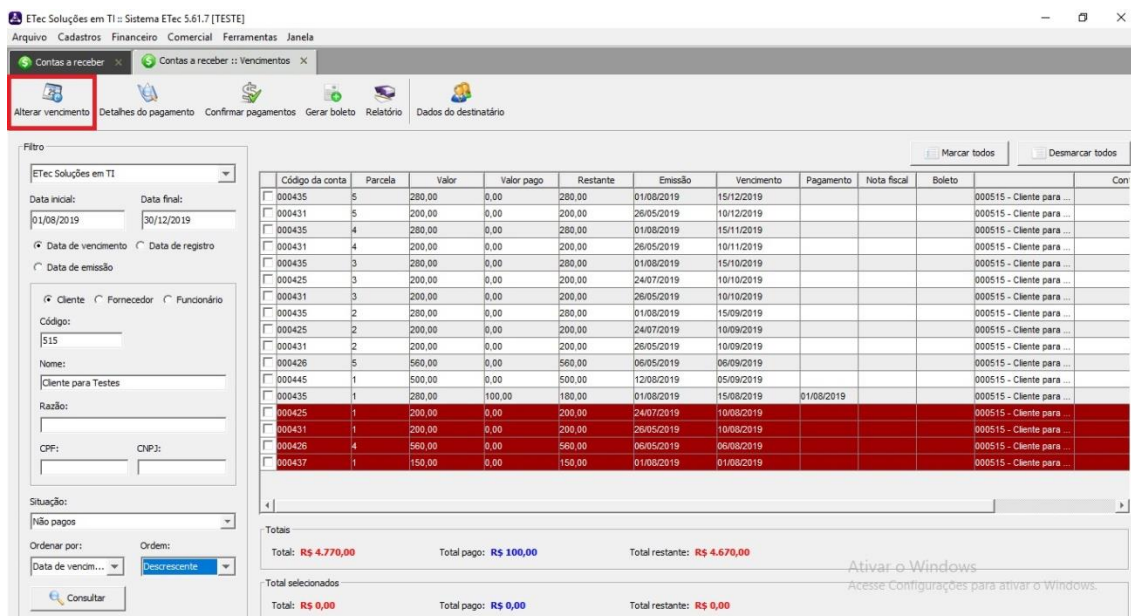 ETec Soluções em TI :: Sistema ETec 5.61.7 [TESTE]
Arquivo Cadastros Financeiro Comercial Ferramentas Janela
Contas a receber Contas a receber :: Vencimentos
Alterar vencimento Detalhes do pagamento Confirmar pagamentos Gerar boleto Relatório Dados do destinatário
Marcar todos Desmarcar todos
Filtro
ETec Soluções em TI
Data inicial: Data final:
01/08/2019 30/12/2019
Data de vencimento Data de registro
Data de emissão
Cliente Fornecedor Funcionário
Código:
515
Nome:
Cliente para Testes
Razão:
CPF: CNPJ:
Situação:
Não pagos
Ordenar por: Ordem:
Data de vencim... Descrescente
Consultar
Código da conta Parcela Valor Valor pago Restante Emissão Vencimento Pagamento Nota fiscal Boleto Con
000435 5 280,00 0,00 280,00 01/08/2019 15/12/2019 000515 - Cliente para ...
000431 5 200,00 0,00 200,00 26/05/2019 10/12/2019 000515 - Cliente para ...
000435 4 280,00 0,00 280,00 01/08/2019 15/11/2019 000515 - Cliente para ...
000431 4 200,00 0,00 200,00 26/05/2019 10/11/2019 000515 - Cliente para ...
000435 3 280,00 0,00 280,00 01/08/2019 15/10/2019 000515 - Cliente para ...
000425 3 200,00 0,00 200,00 24/07/2019 10/10/2019 000515 - Cliente para ...
000431 3 200,00 0,00 200,00 26/05/2019 10/10/2019 000515 - Cliente para ...
000435 2 280,00 0,00 280,00 01/08/2019 15/09/2019 000515 - Cliente para ...
000425 2 200,00 0,00 200,00 24/07/2019 10/09/2019 000515 - Cliente para ...
000431 2 200,00 0,00 200,00 26/05/2019 10/09/2019 000515 - Cliente para ...
000426 5 560,00 0,00 560,00 06/05/2019 06/09/2019 000515 - Cliente para ...
000445 1 500,00 0,00 500,00 12/08/2019 05/09/2019 000515 - Cliente para ...
000435 1 280,00 100,00 180,00 01/08/2019 15/08/2019 01/08/2019 000515 - Cliente para ...
000425 1 200,00 0,00 200,00 24/07/2019 10/08/2019 000515 - Cliente para ...
000431 1 200,00 0,00 200,00 26/05/2019 10/08/2019 000515 - Cliente para ...
000426 4 560,00 0,00 560,00 06/05/2019 06/08/2019 000515 - Cliente para ...
000437 1 150,00 0,00 150,00 01/08/2019 01/08/2019 000515 - Cliente para ...
Totais
Total: R$ 4.770,00 Total pago: R$ 100,00 Total restante: R$ 4.670,00
Ativar o Windows
Acesse Configurações para ativar o Windows.
Total selecionados
Total: R$ 0,00 Total pago: R$ 0,00 Total restante: R$ 0,00